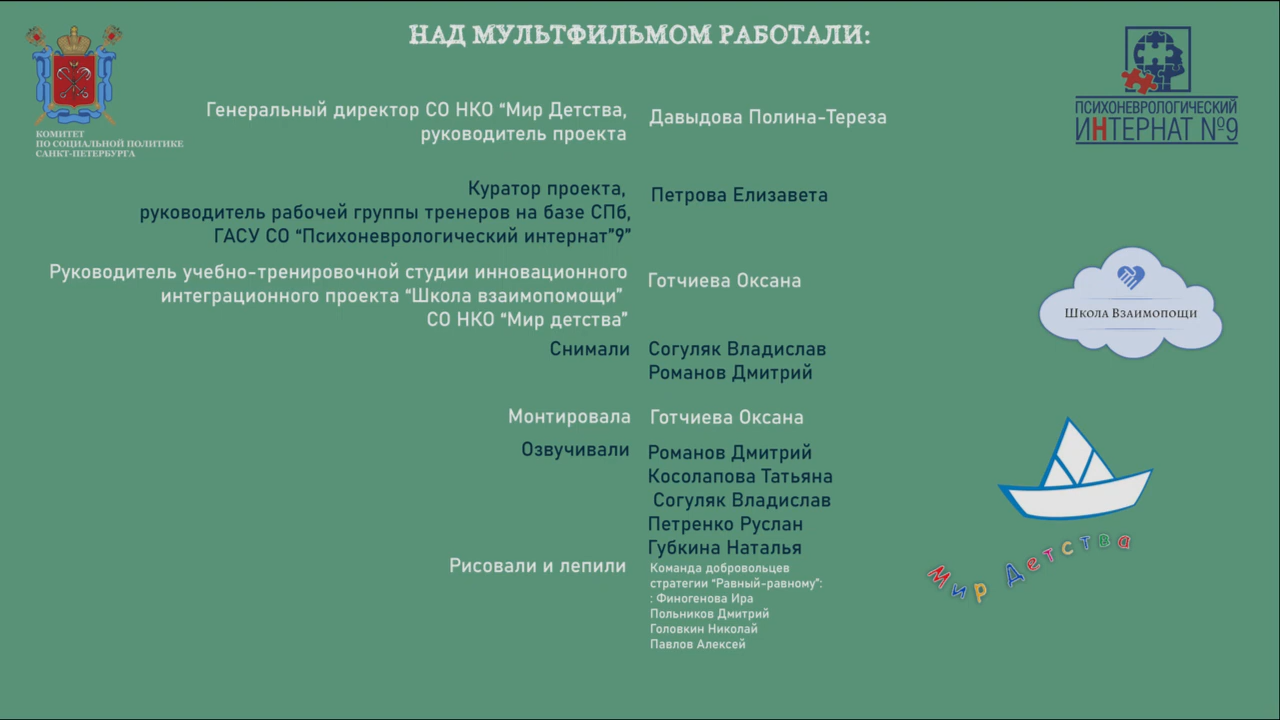 НАД МУЛЬТФИЛЬМОМ РАБОТАЛИ:
КОМИТЕТ
ПО СОЦИАЛЬНОЙ ПОЛИТИКЕ
САНКТ-ПЕТЕРБУРГА
ПСИХОНЕВРОЛОГИЧЕСКИЙ
ИНТЕРНАТ №9
Генеральный директор СО НКО “Мир Детства,
руководитель проекта
Давыдова Полина-Тереза
Куратор проекта,
руководитель рабочей группы тренеров на базе СПб,
ГАСУ СО “Психоневрологический интернат”9”
Петрова Елизавета
Руководитель учебно-тренировочной студии инновационного
интеграционного проекта “Школа взаимопомощи”
СО НКО “Мир детства”
Готчиева Оксана
Школа Взаимопощи
Снимали
Согуляк Владислав
Романов Дмитрий
Монтировала
Готчиева Оксана
Озвучивали
Романов Дмитрий
Косолапова Татьяна
Согуляк Владислав
Петренко Руслан
Губкина Наталья
Мир Детства
Рисовали и лепили
Команда добровольцев
стратегии “Равный-равному”:
: Финогенова Ира
Польников Дмитрий
Головкин Николай
Павлов Алексей